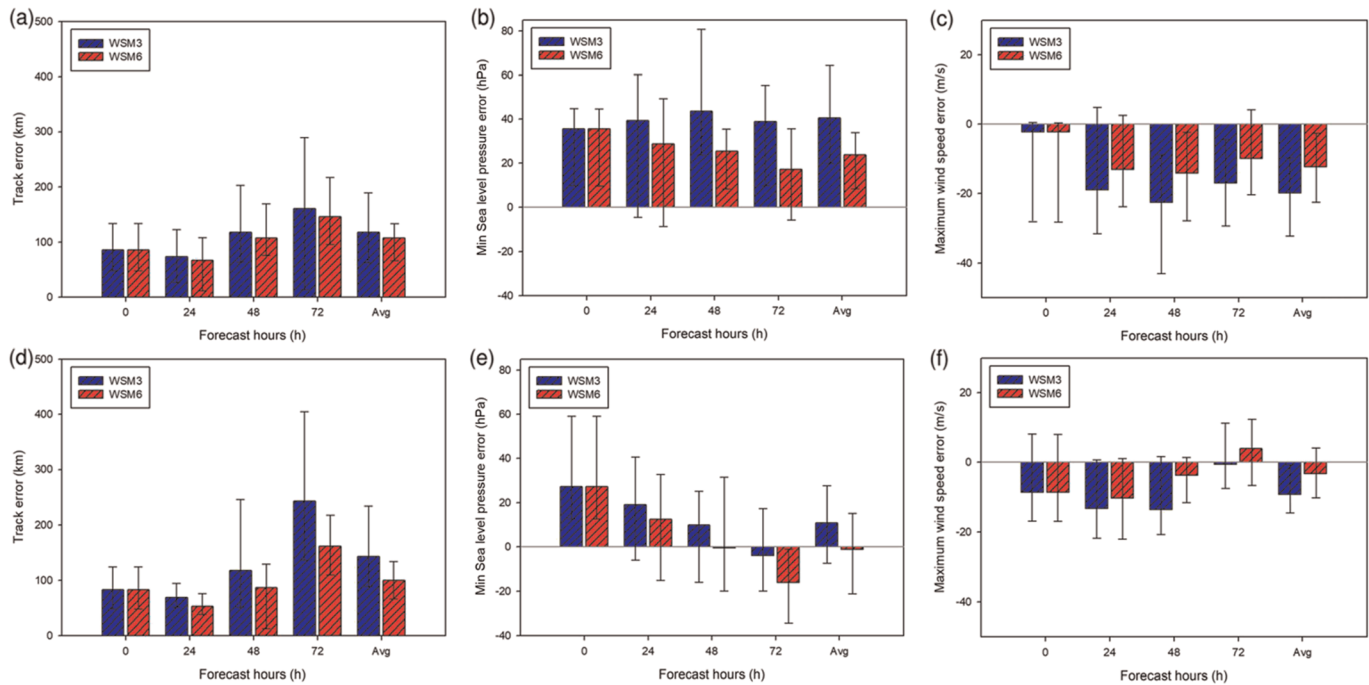 (a)
500
400
300
200
100
0
Track error (km)
WSM3
WSM6
0 24 48 72 Avg
Forecast hours (h)
(b)
80
60
40
20
0
-20
-40
Min Sea level pressure error (hPa)
WSM3
WSM6
0 24 48 72 Avg
Forecast hours (h)
(c)
20
0
-20
-40
Maximum wind speed error (m/s)
WSM3
WSM6
0 24 48 72 Avg
Forecast hours (h)
(d)
500
400
300
200
100
0
Track error (km)
WSM3
WSM6
0 24 48 72 Avg
Forecast hours (h)
(e)
80
60
40
20
0
-20
-40
Min Sea level pressure error (hPa)
WSM3
WSM6
0 24 48 72 Avg
Forecast hours (h)
(f)
20
0
-20
-40
Maximum wind speed error (m/s)
WSM3
WSM6
0 24 48 72 Avg
Forecast hours (h)